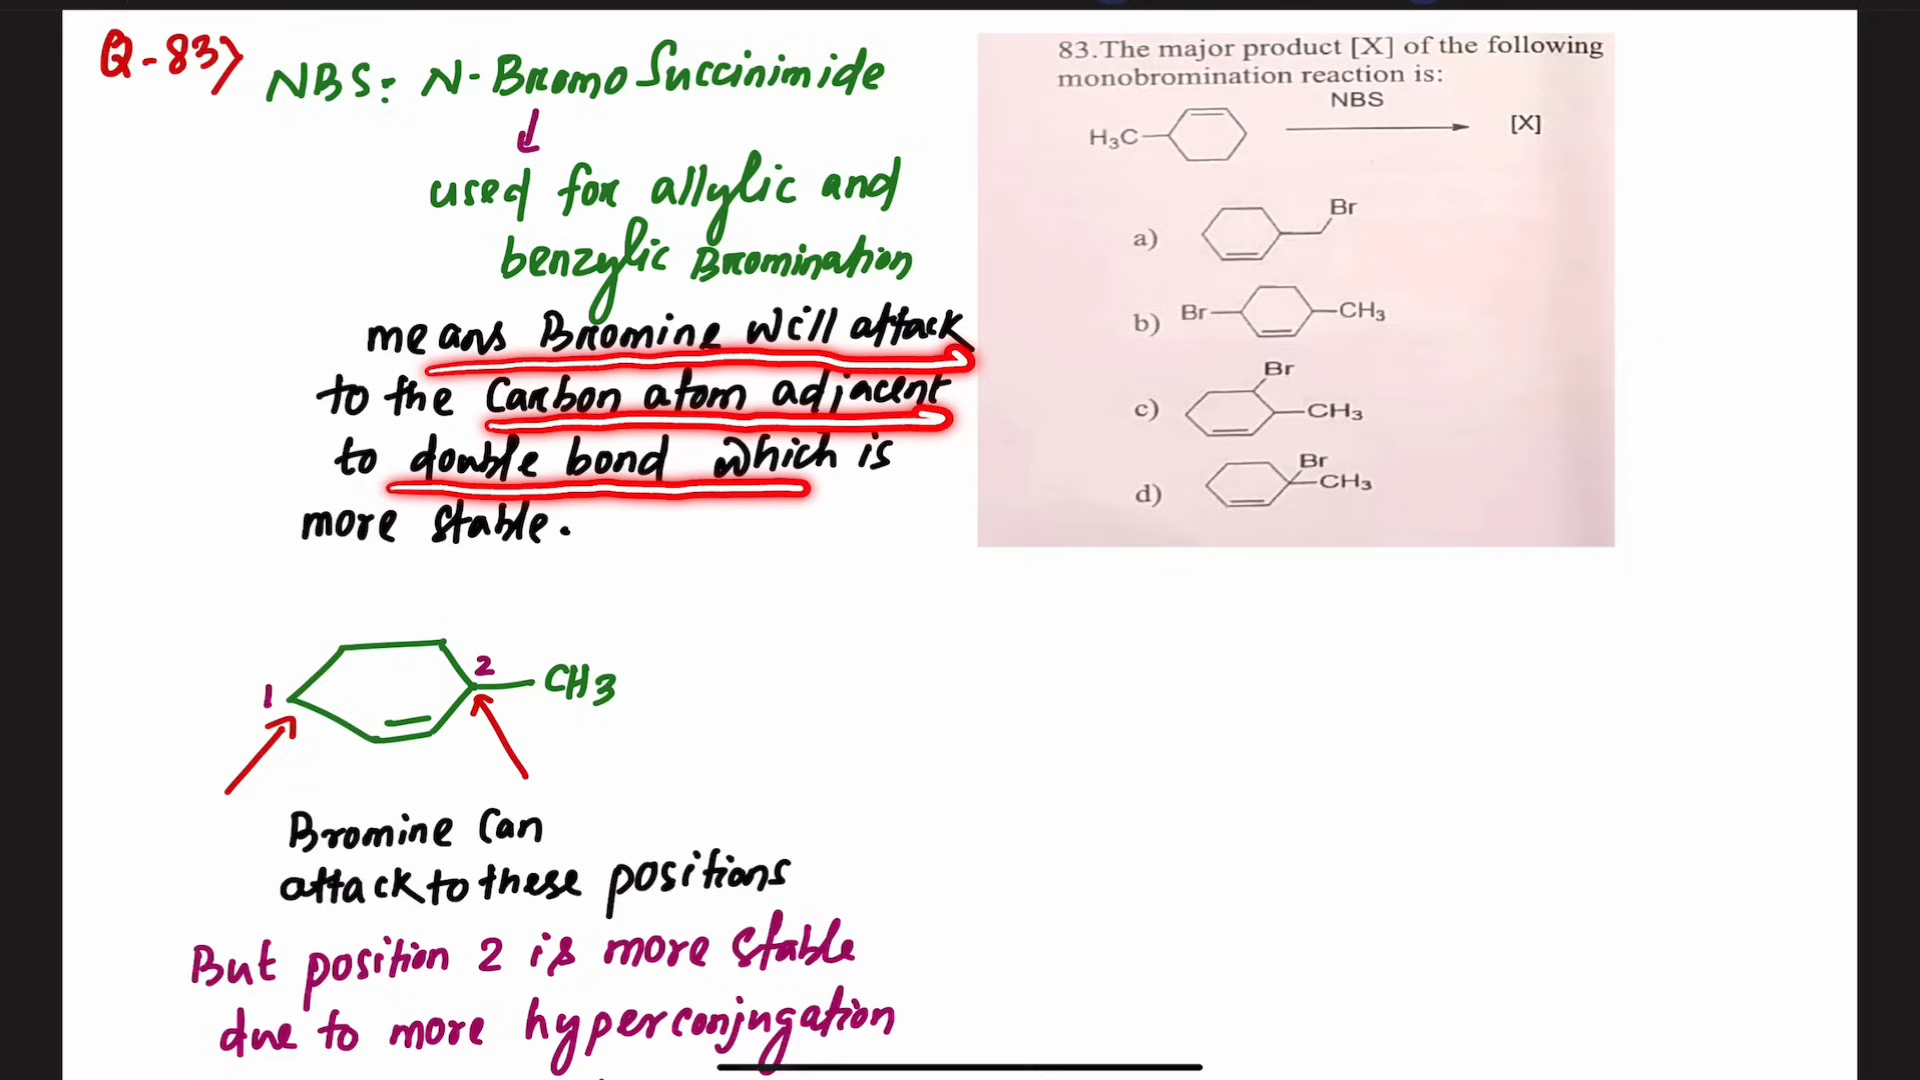 Q-83)
NBS: N-Bromo Succinimide
used for allylic and
benzylic Bromination
means Bromine will attack
to the Carbon atom adjacent
to double bond which is
more stable.
83.The major product [X] of the following
monobromination reaction is:
NBS
H₃C
[X]
a)
Br
b)
Br
CH₃
c)
Br
CH₃
d)
Br
CH₃
1
2
CH3
Bromine Can
attack to these positions
But position 2 is more stable
due to more hyperconjugation